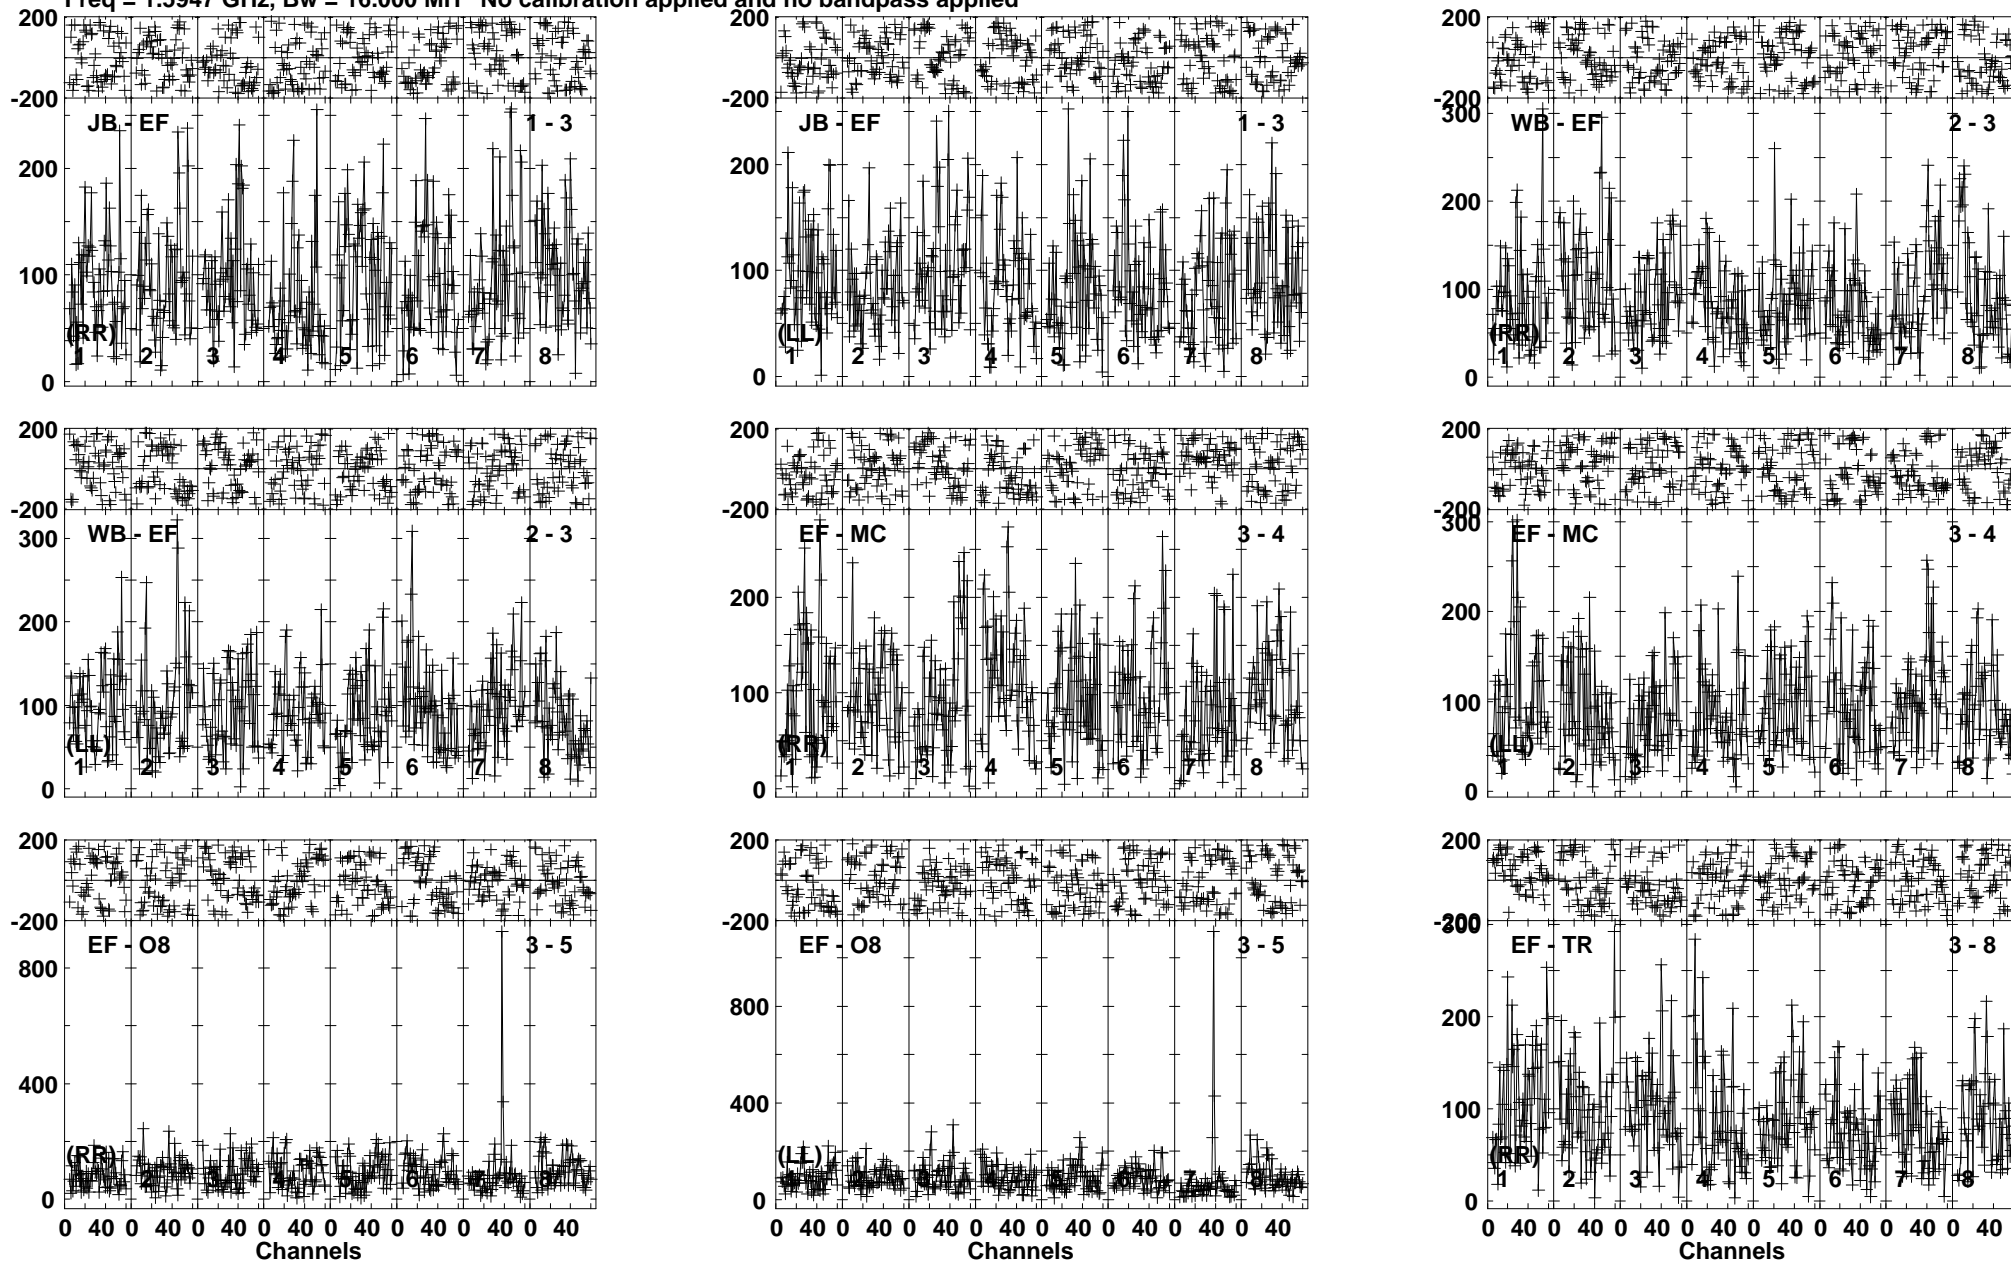 Freq = 1.5947 GHz, Bw = 16.000 MH No calibration applied and no bandpass applied
200 200 200
-200 -200 -200
JB - EF 1 - 3 JB - EF 1 - 3 WB - EF 2 - 3
300
200 200 200
100 100 100
(RR) (LL) (RR)
1 2 3 4 5 6 7 8 1 2 3 4 5 6 7 8 1 2 3 4 5 6 7 8
0 0 0
200 200 200
-200 -200 -200
WB - EF 2 - 3 EF - MC 3 - 4 EF - MC 3 - 4
300 300
200 200 200
100 100 100
(LL) (RR) (LL)
1 2 3 4 5 6 7 8 1 2 3 4 5 6 7 8 1 2 3 4 5 6 7 8
0 0 0
200 200 200
-200 -200 -200
EF - O8 3 - 5 EF - O8 3 - 5 EF - TR 3 - 8
300
800 800 200
400 400 100
(RR) (LL) (RR)
1 2 3 4 5 6 7 8 1 2 3 4 5 6 7 8 1 2 3 4 5 6 7 8
0 0 0
0 40 0 40 0 40 0 40 0 40 0 40 0 40 0 40 0 40 0 40 0 40 0 40 0 40 0 40 0 40 0 40 0 40 0 40 0 40 0 40 0 40 0 40 0 40 0 40
Channels Channels Channels